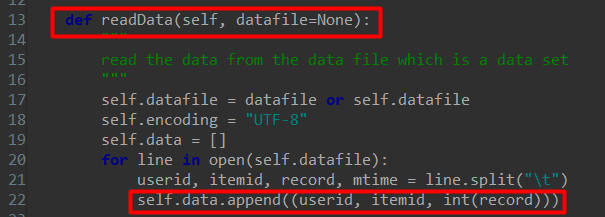 12
13 def readData(self, datafile=None):
14 """
15 read the data from the data file which is a data set
16 """
17 self.datafile = datafile or self.datafile
18 self.encoding = "UTF-8"
19 self.data = []
20 for line in open(self.datafile):
21 userid, itemid, record, mtime = line.split("\t")
22 self.data.append((userid, itemid, int(record)))